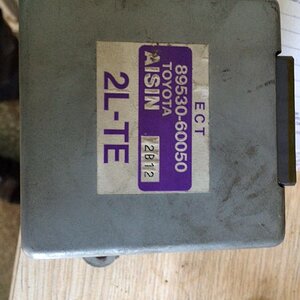 ECT
89530-60050
TOYOTA
AISIN 2B12
2L-TE